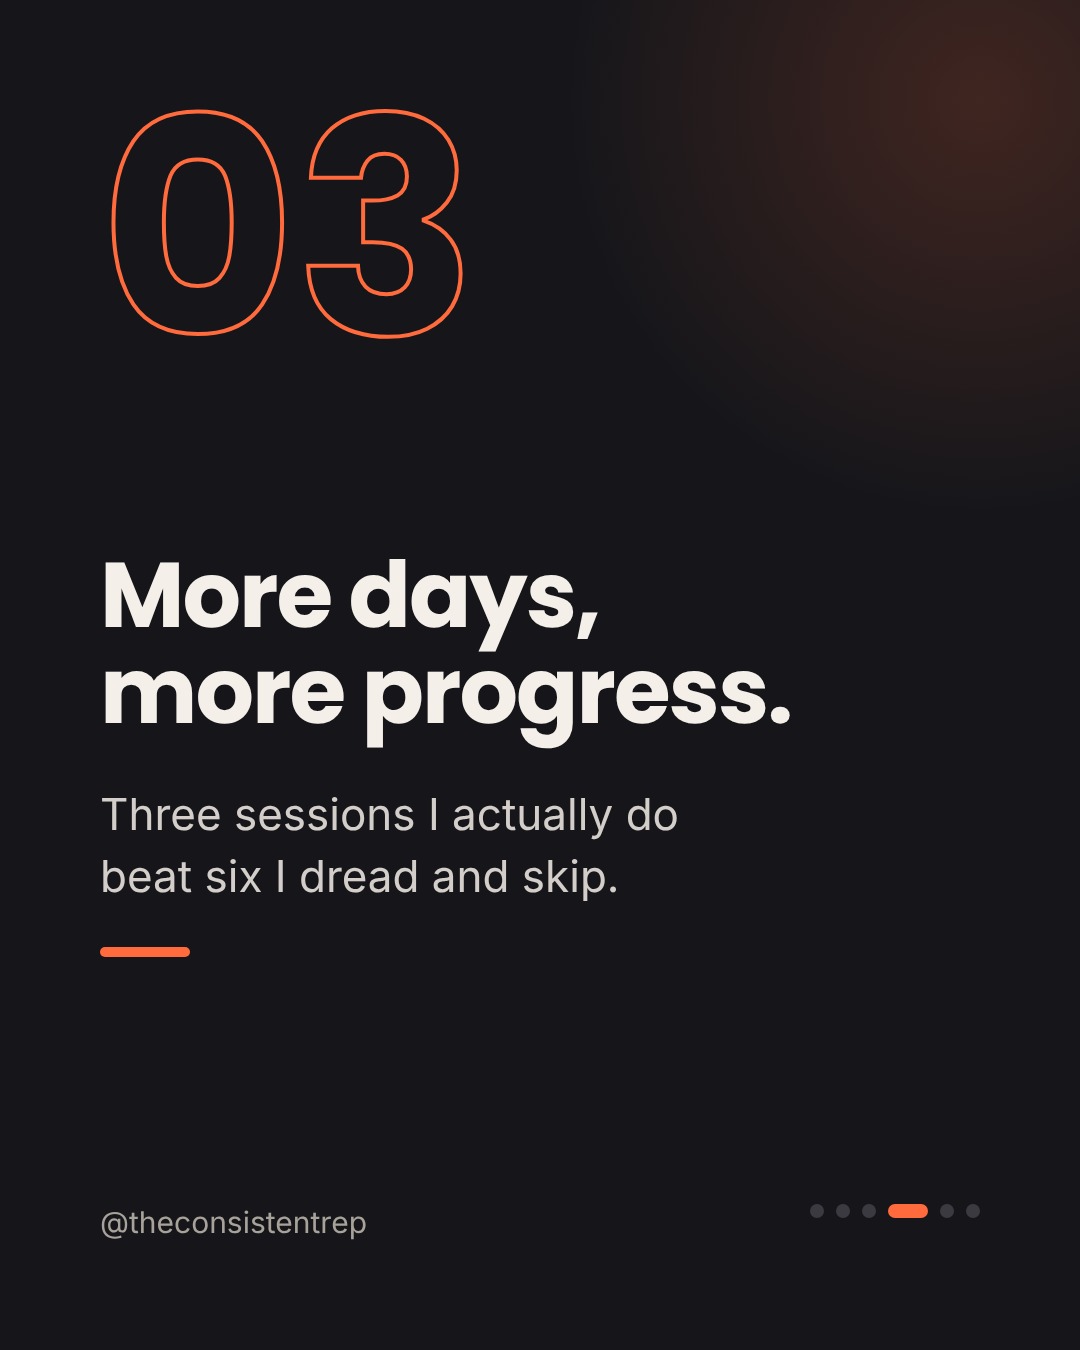 03
More days,
more progress.
Three sessions I actually do
beat six I dread and skip.
@theconsistentrep